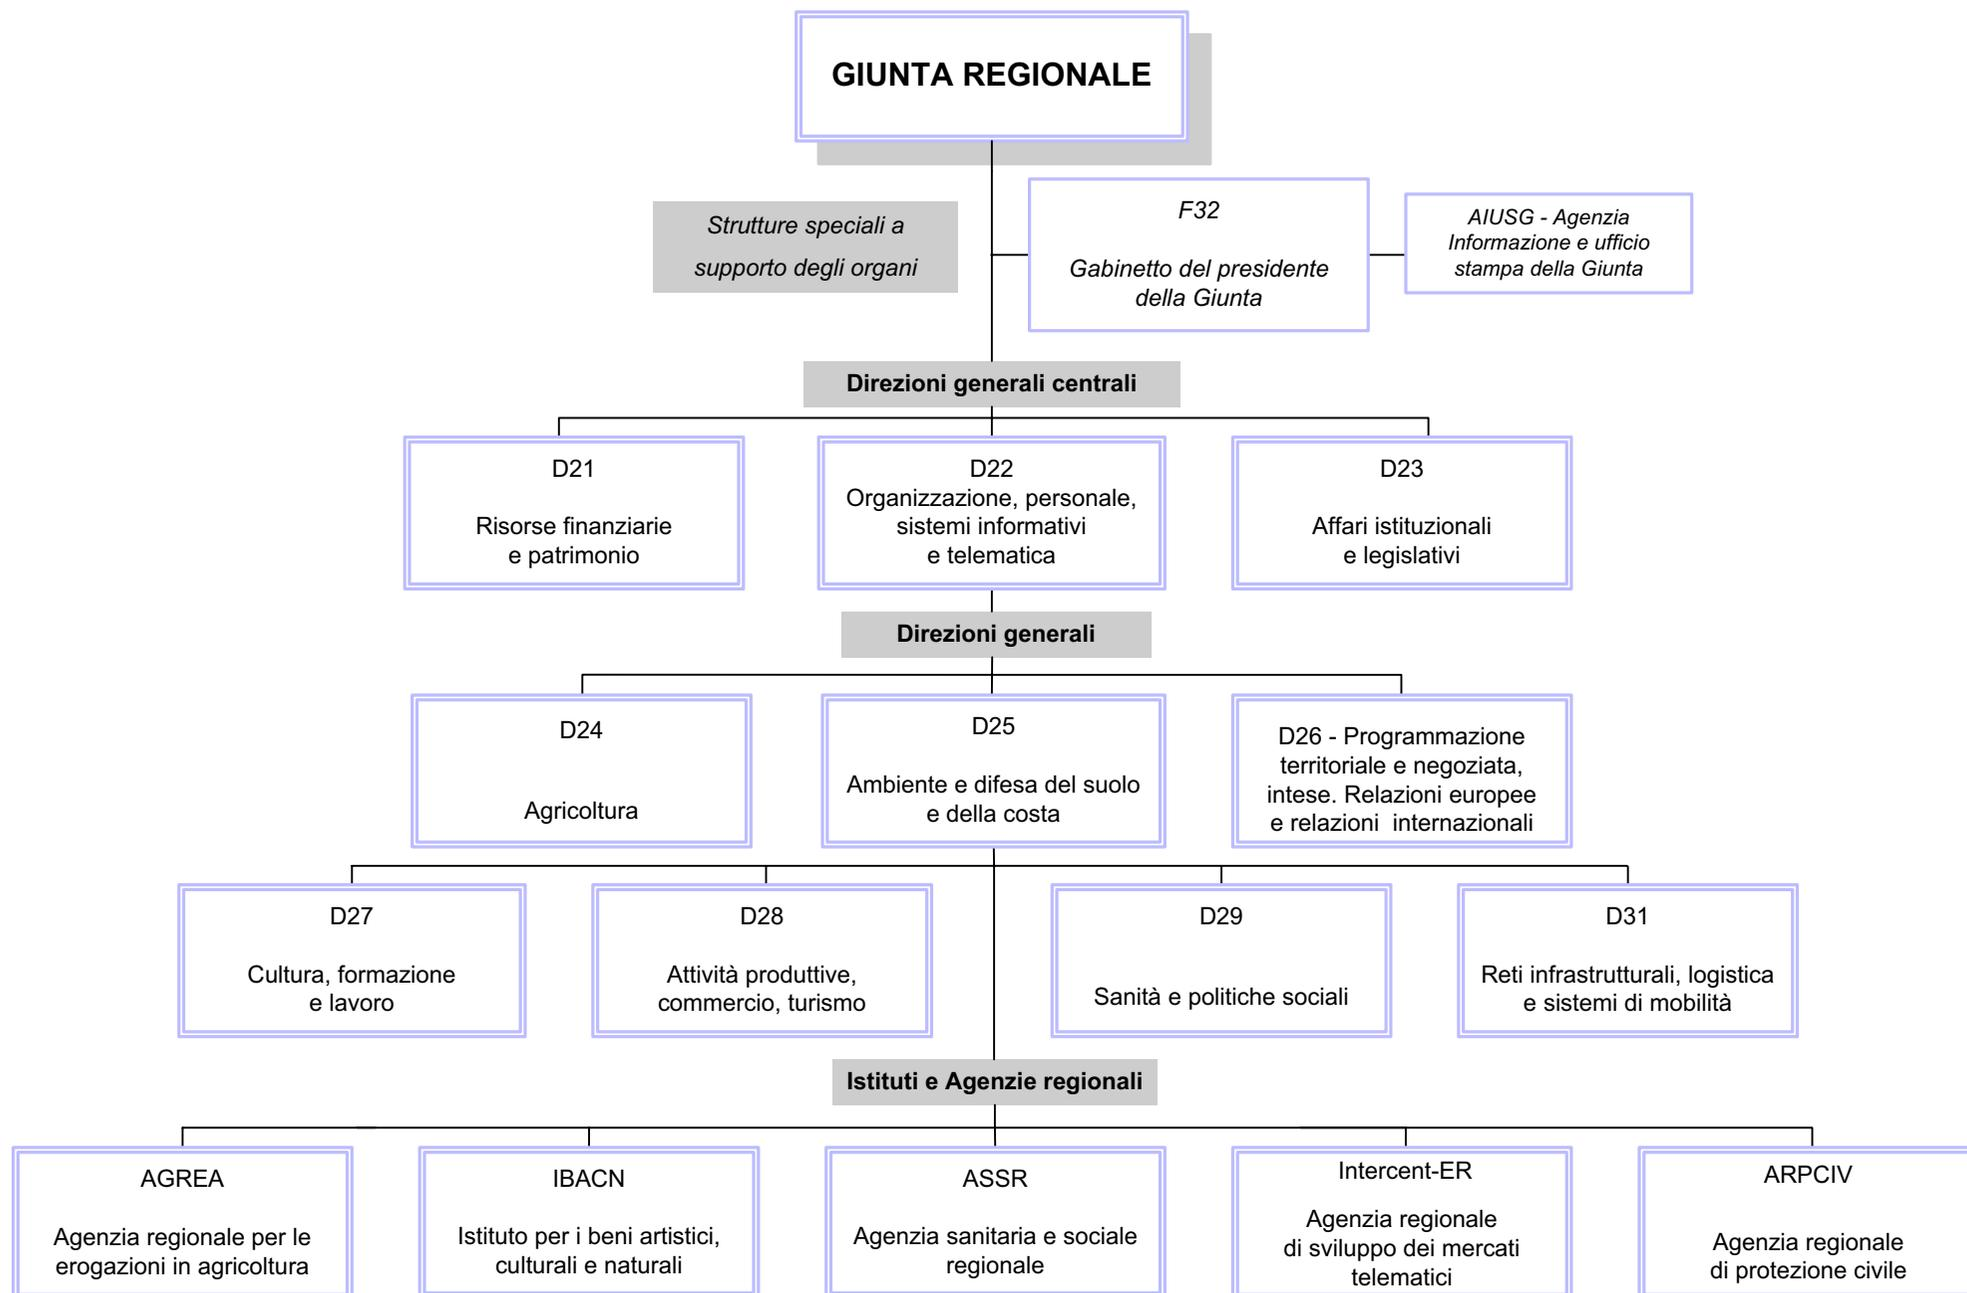 GIUNTA REGIONALE
Strutture speciali a
supporto degli organi
F32
Gabinetto del presidente
della Giunta
AIUSG - Agenzia
Informazione e ufficio
stampa della Giunta
Direzioni generali centrali
D21
Risorse finanziarie
e patrimonio
D22
Organizzazione, personale,
sistemi informativi
e telematica
D23
Affari istituzionali
e legislativi
Direzioni generali
D24
Agricoltura
D25
Ambiente e difesa del suolo
e della costa
D26 - Programmazione
territoriale e negoziata,
intese. Relazioni europee
e relazioni internazionali
D27
Cultura, formazione
e lavoro
D28
Attività produttive,
commercio, turismo
D29
Sanità e politiche sociali
D31
Reti infrastrutturali, logistica
e sistemi di mobilità
Istituti e Agenzie regionali
AGREA
Agenzia regionale per le
erogazioni in agricoltura
IBACN
Istituto per i beni artistici,
culturali e naturali
ASSR
Agenzia sanitaria e sociale
regionale
Intercent-ER
Agenzia regionale
di sviluppo dei mercati
telematici
ARPCIV
Agenzia regionale
di protezione civile